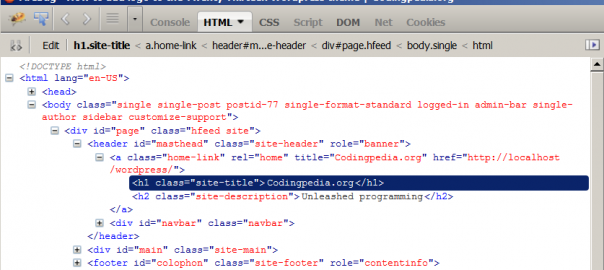 Console HTML CSS Script DOM Net Cookies
Edit h1.site-title < a.home-link < header#m...e-header < div#page.hfeed < body.single < html
<!DOCTYPE html>
<html lang="en-US">
<head>
<body class="single single-post postid-77 single-format-standard logged-in admin-bar single-
author sidebar customize-support">
<div id="page" class="hfeed site">
<header id="masthead" class="site-header" role="banner">
<a class="home-link" rel="home" title="Codingpedia.org" href="http://localhost
/wordpress/">
<h1 class="site-title">Codingpedia.org</h1>
<h2 class="site-description">Unleashed programming</h2>
</a>
<div id="navbar" class="navbar">
</header>
<div id="main" class="site-main">
<footer id="colophon" class="site-footer" role="contentinfo">